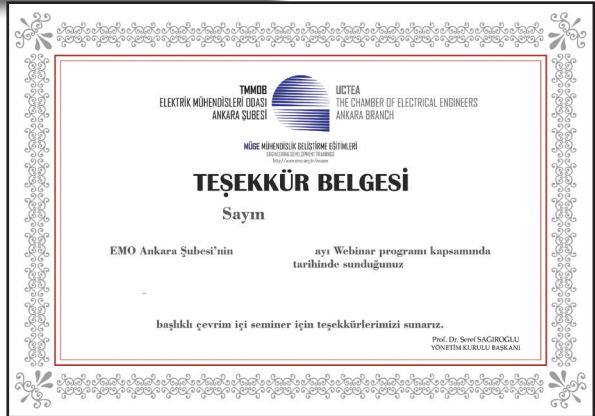 TMMOB
ELEKTRİK MÜHENDİSLERİ ODASI
ANKARA ŞUBESİ
UCTEA
THE CHAMBER OF ELECTRICAL ENGINEERS
ANKARA BRANCH
MÜGE MÜHENDİSLİK GELİŞTİRME EĞİTİMLERİ
ENGINEERING DEVELOPMENT TRAININGS
TEŞEKKÜR BELGESİ
Sayın
EMO Ankara Şubesi'nin ayı Webinar programı kapsamında
tarihinde sunduğunuz
başlıklı çevrim içi seminer için teşekkürlerimizi sunarız.
Prof. Dr. Şeref SAĞIROĞLU
YÖNETİM KURULU BAŞKANI